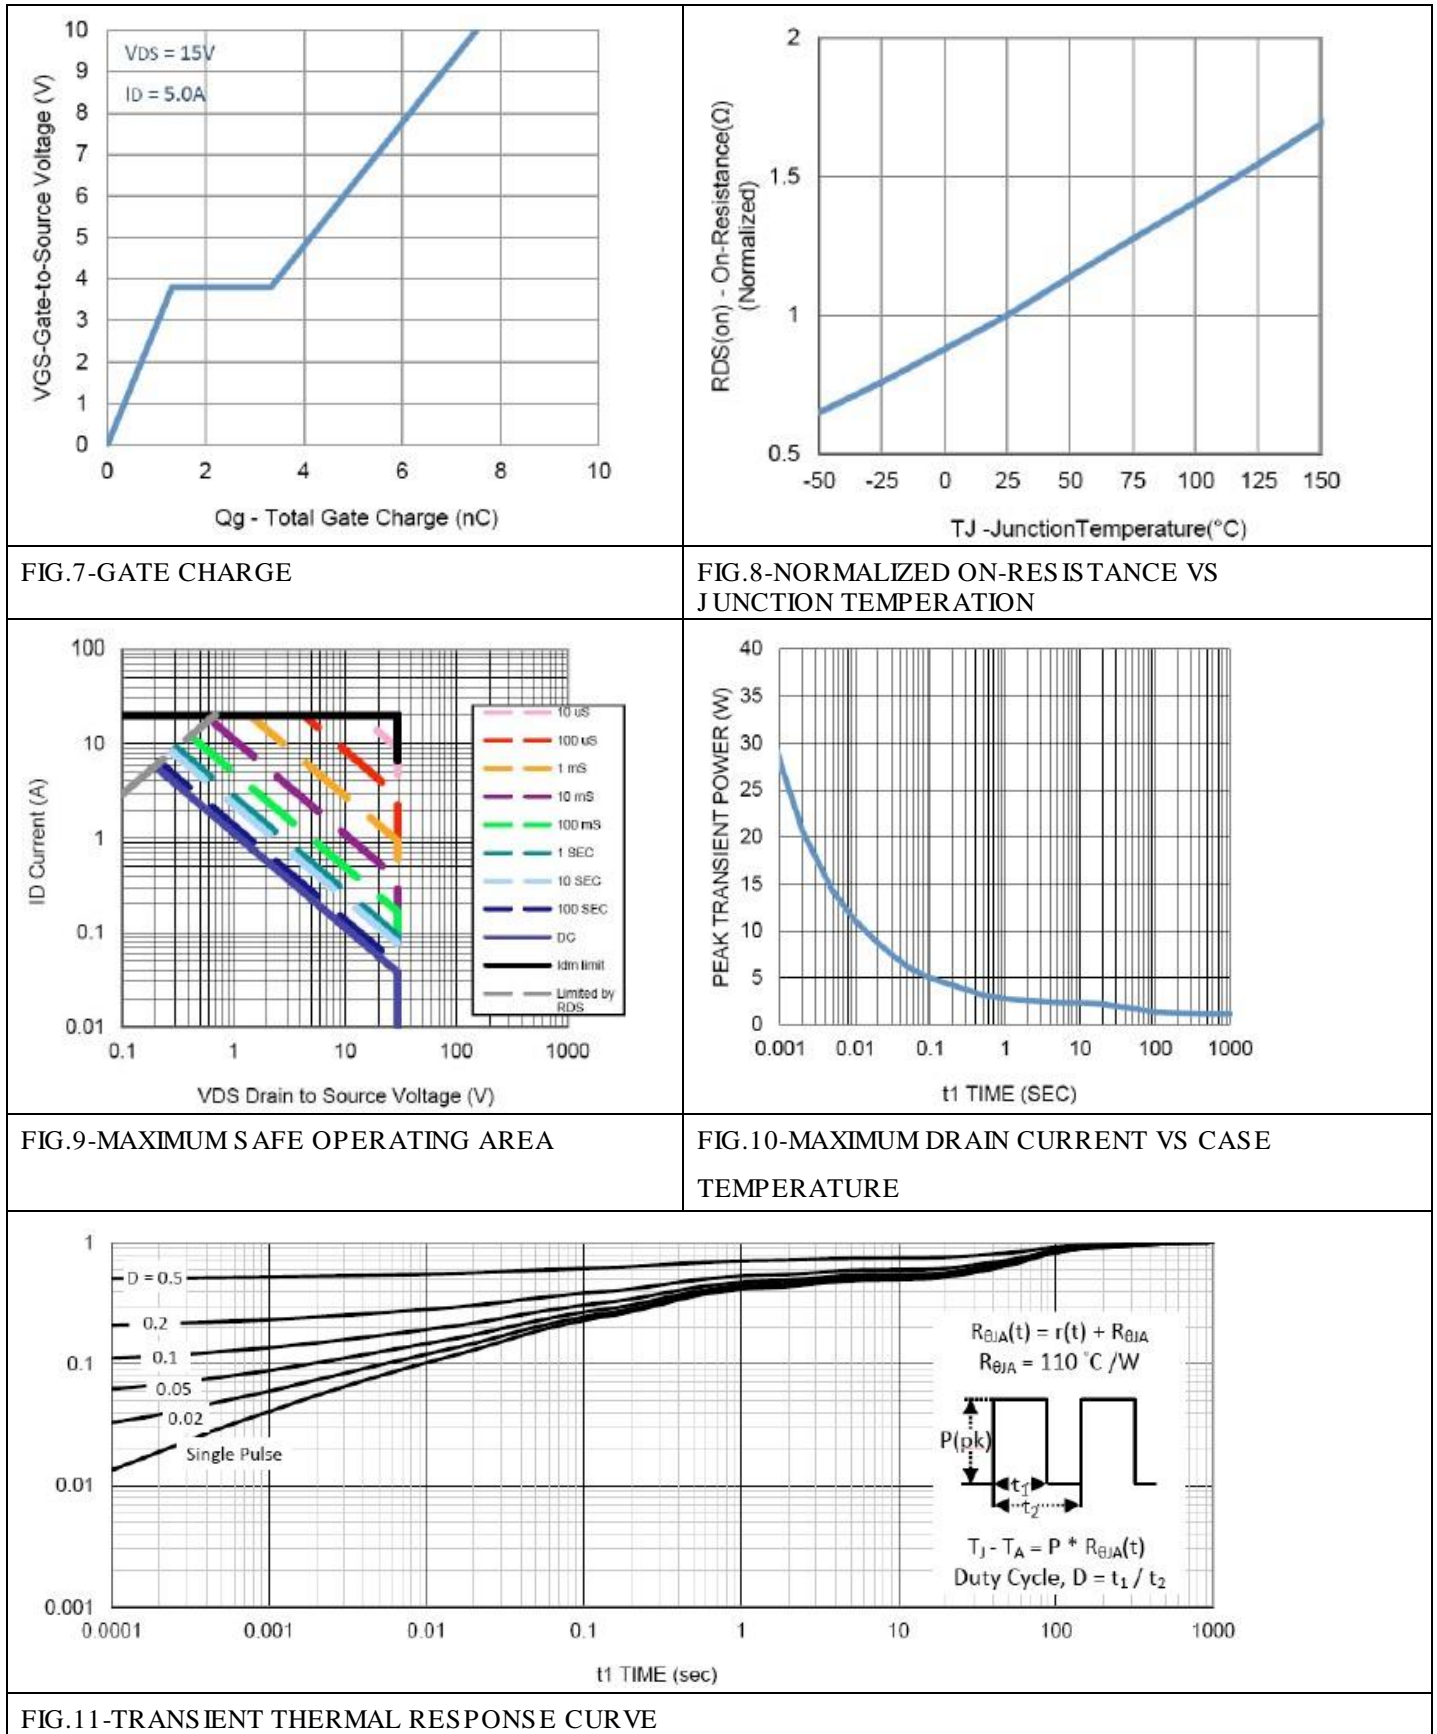 VDS = 15V
ID = 5.0A
10
9
8
7
6
5
4
3
2
1
0
0 2 4 6 8 10
VGS-Gate-to-Source Voltage (V)
Qg - Total Gate Charge (nC)
FIG.7-GATE CHARGE
2
1.5
1
0.5
-50 -25 0 25 50 75 100 125 150
RDS(on) - On-Resistance(Ω)
(Normalized)
TJ -JunctionTemperature(°C)
FIG.8-NORMALIZED ON-RESISTANCE VS
JUNCTION TEMPERATION
100
10
1
0.1
0.01
0.1 1 10 100 1000
ID Current (A)
VDS Drain to Source Voltage (V)
10 uS
100 uS
1 mS
10 mS
100 mS
1 SEC
10 SEC
100 SEC
DC
Idm limit
Limited by
RDS
FIG.9-MAXIMUM SAFE OPERATING AREA
40
35
30
25
20
15
10
5
0
0.001 0.01 0.1 1 10 100 1000
PEAK TRANSIENT POWER (W)
t1 TIME (SEC)
FIG.10-MAXIMUM DRAIN CURRENT VS CASE
TEMPERATURE
1
0.1
0.01
0.001
0.0001 0.001 0.01 0.1 1 10 100 1000
D = 0.5
0.2
0.1
0.05
0.02
Single Pulse
RθJA(t) = r(t) + RθJA
RθJA = 110 °C /W
P(pk)
t1
t2
TJ - TA = P * RθJA(t)
Duty Cycle, D = t1 / t2
t1 TIME (sec)
FIG.11-TRANSIENT THERMAL RESPONSE CURVE